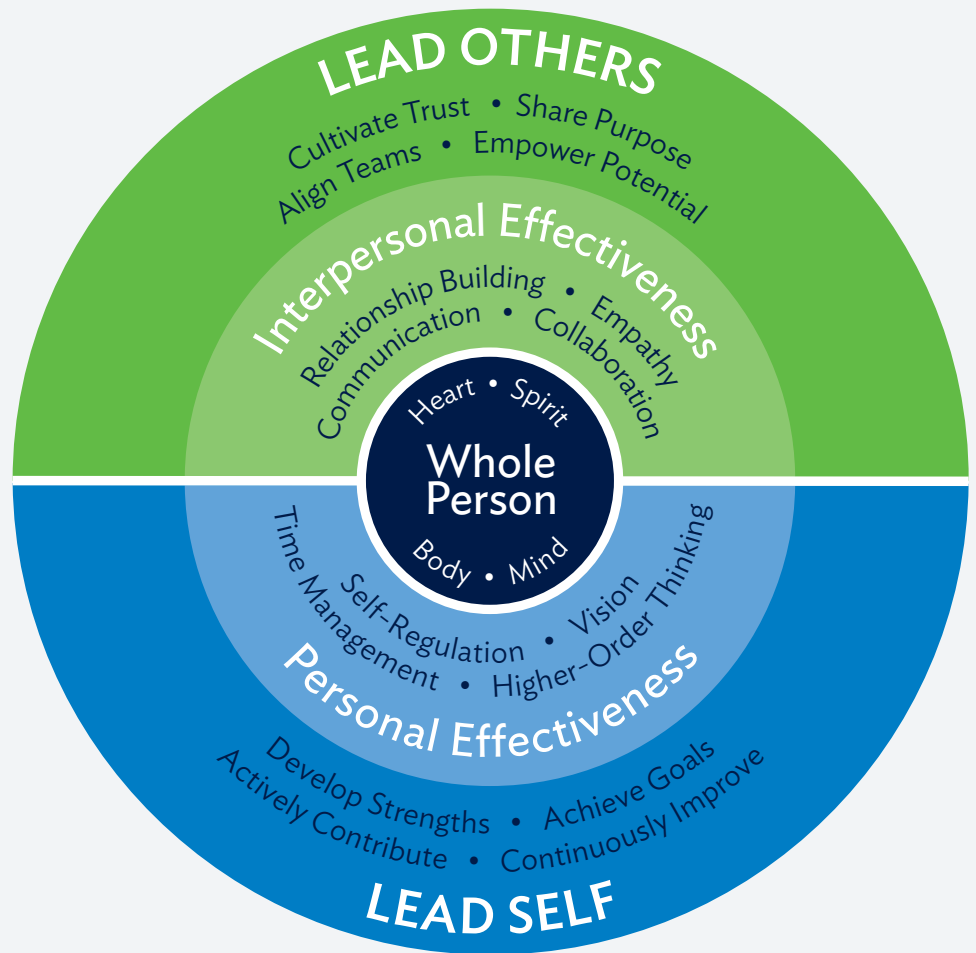 LEAD OTHERS
Cultivate Trust • Share Purpose
Align Teams • Empower Potential
Interpersonal Effectiveness
Relationship Building • Empathy
Communication • Collaboration
Heart • Spirit
Whole
Person
Body • Mind
Self-Regulation • Vision
Time Management • Higher-Order Thinking
Personal Effectiveness
Develop Strengths • Achieve Goals
Actively Contribute • Continuously Improve
LEAD SELF